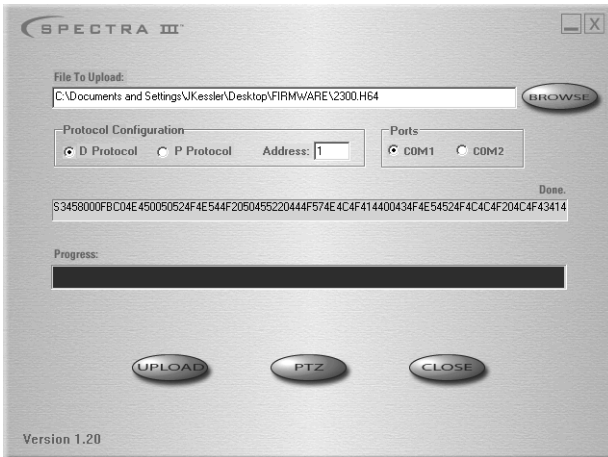 SPECTRA III™
File To Upload:
C:\Documents and Settings\JKessler\Desktop\FIRMWARE\2300.H64
BROWSE
Protocol Configuration
D Protocol P Protocol Address: 1
Ports
COM1 COM2
Done.
S3458000FBC04E450050524F4E544F2050455220444F574E4C4F414400434F4E54524F4C4C4F204C4F43414
Progress:
UPLOAD PTZ CLOSE
Version 1.20